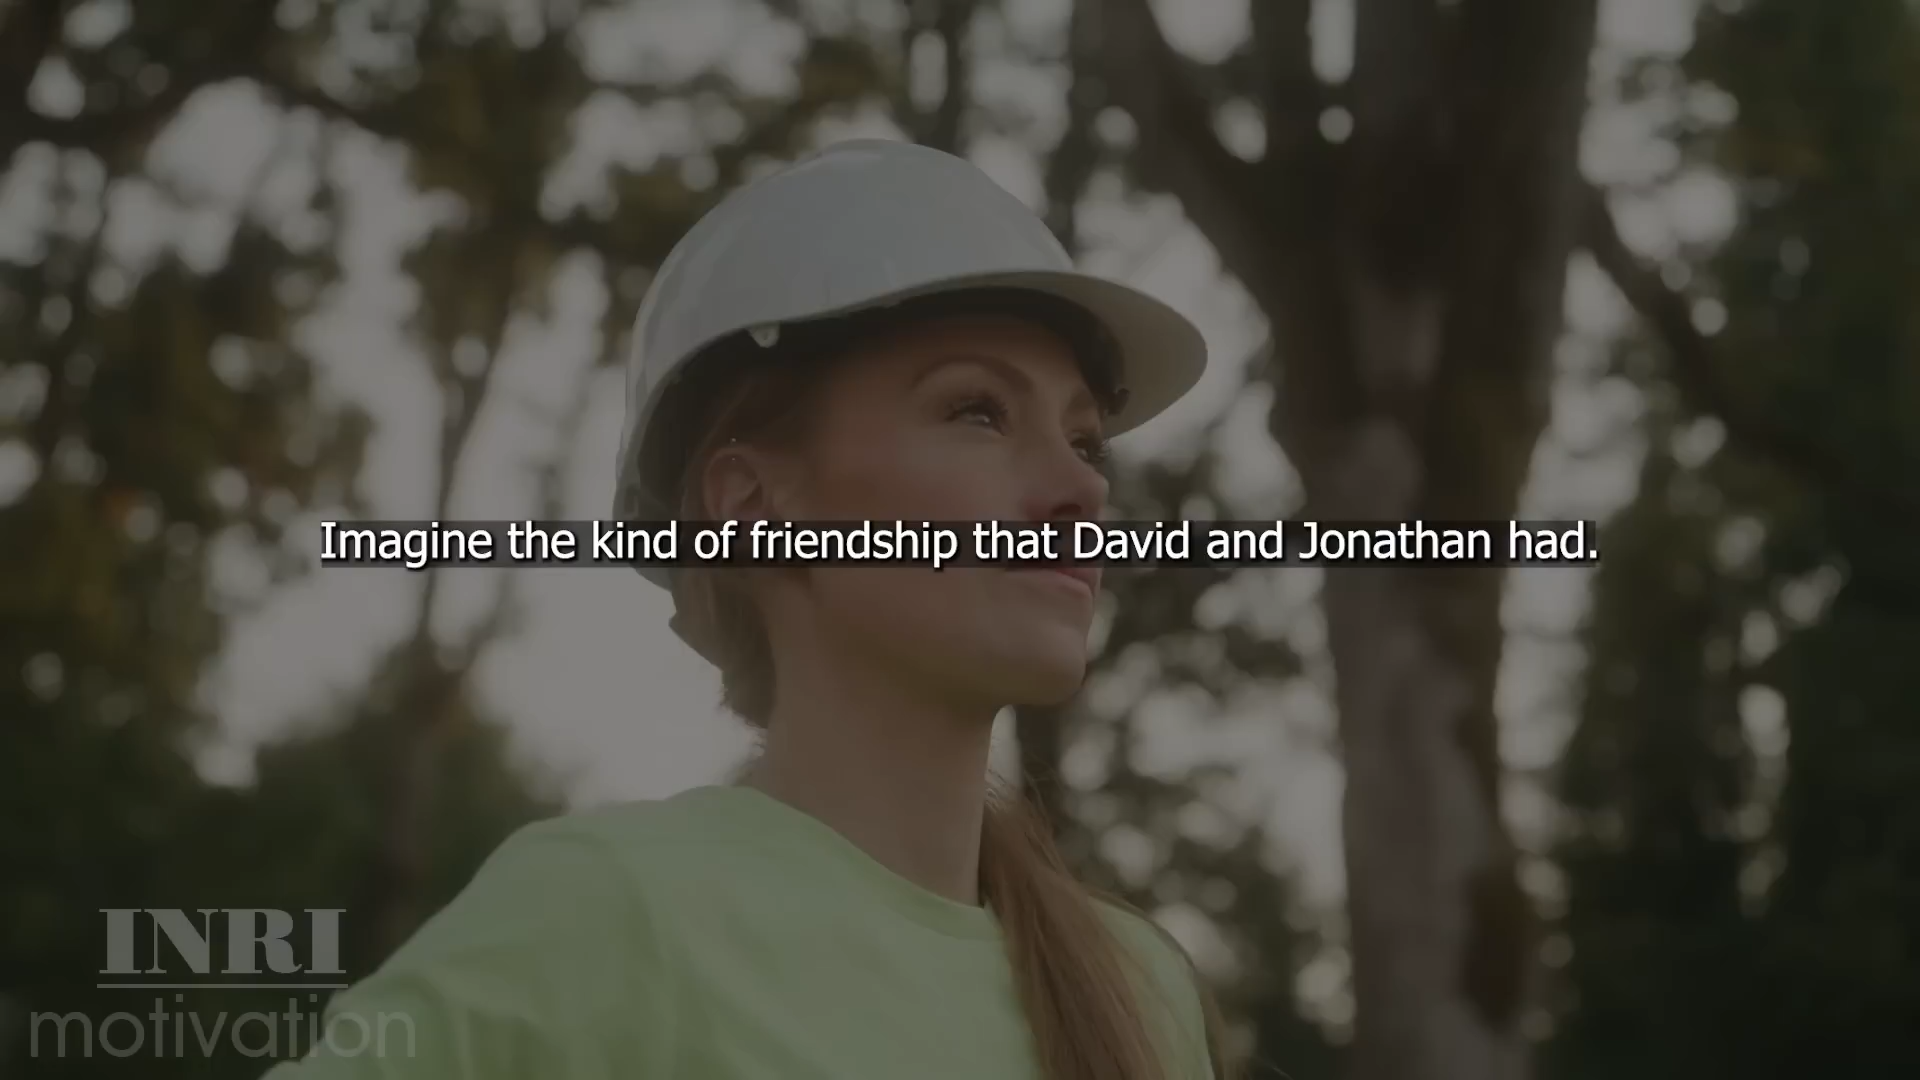 Imagine the kind of friendship that David and Jonathan had.
INRI
motivation